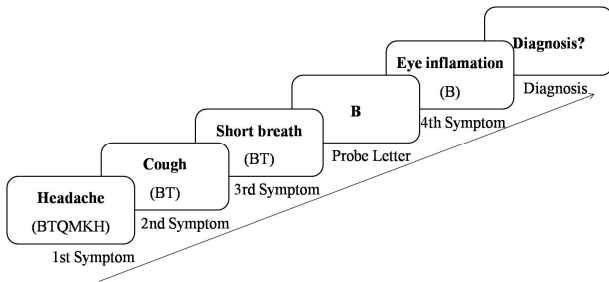 Headache
(BTQMKH)
1st Symptom
Cough
(BT)
2nd Symptom
Short breath
(BT)
3rd Symptom
B
Probe Letter
Eye inflamation
(B)
4th Symptom
Diagnosis?
Diagnosis